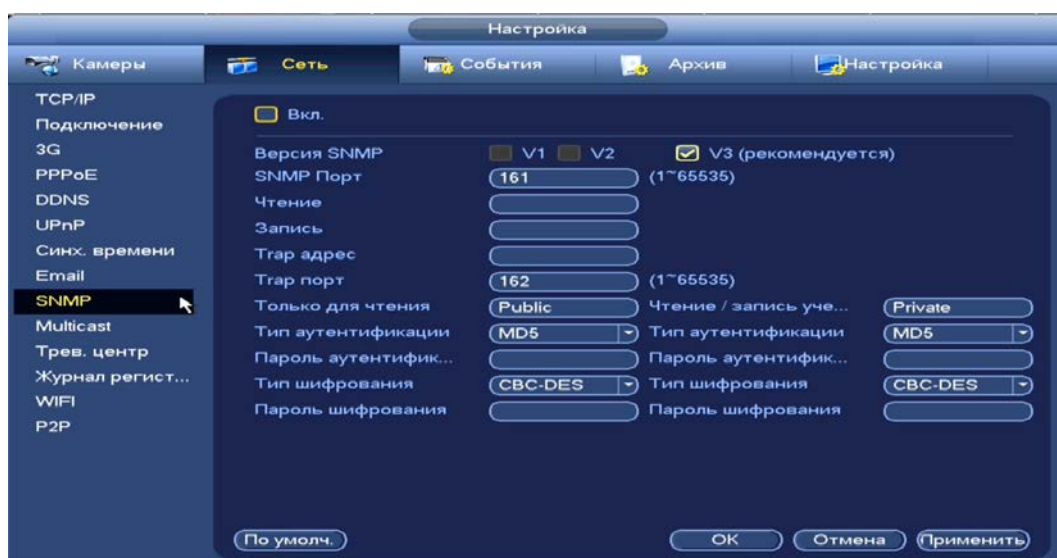 Настройка
Камеры Сеть События Архив Настройка
TCP/IP
Подключение
3G
PPPoE
DDNS
UPnP
Синх. времени
Email
SNMP
Multicast
Трев. центр
Журнал регист...
WIFI
P2P
Вкл.
Версия SNMP V1 V2 V3 (рекомендуется)
SNMP Порт 161 (1~65535)
Чтение
Запись
Trap адрес
Trap порт 162 (1~65535)
Только для чтения Public Чтение / запись уче... Private
Тип аутентификации MD5 Тип аутентификации MD5
Пароль аутентифик... Пароль аутентифик...
Тип шифрования CBC-DES Тип шифрования CBC-DES
Пароль шифрования Пароль шифрования
По умолч. OK Отмена Применить